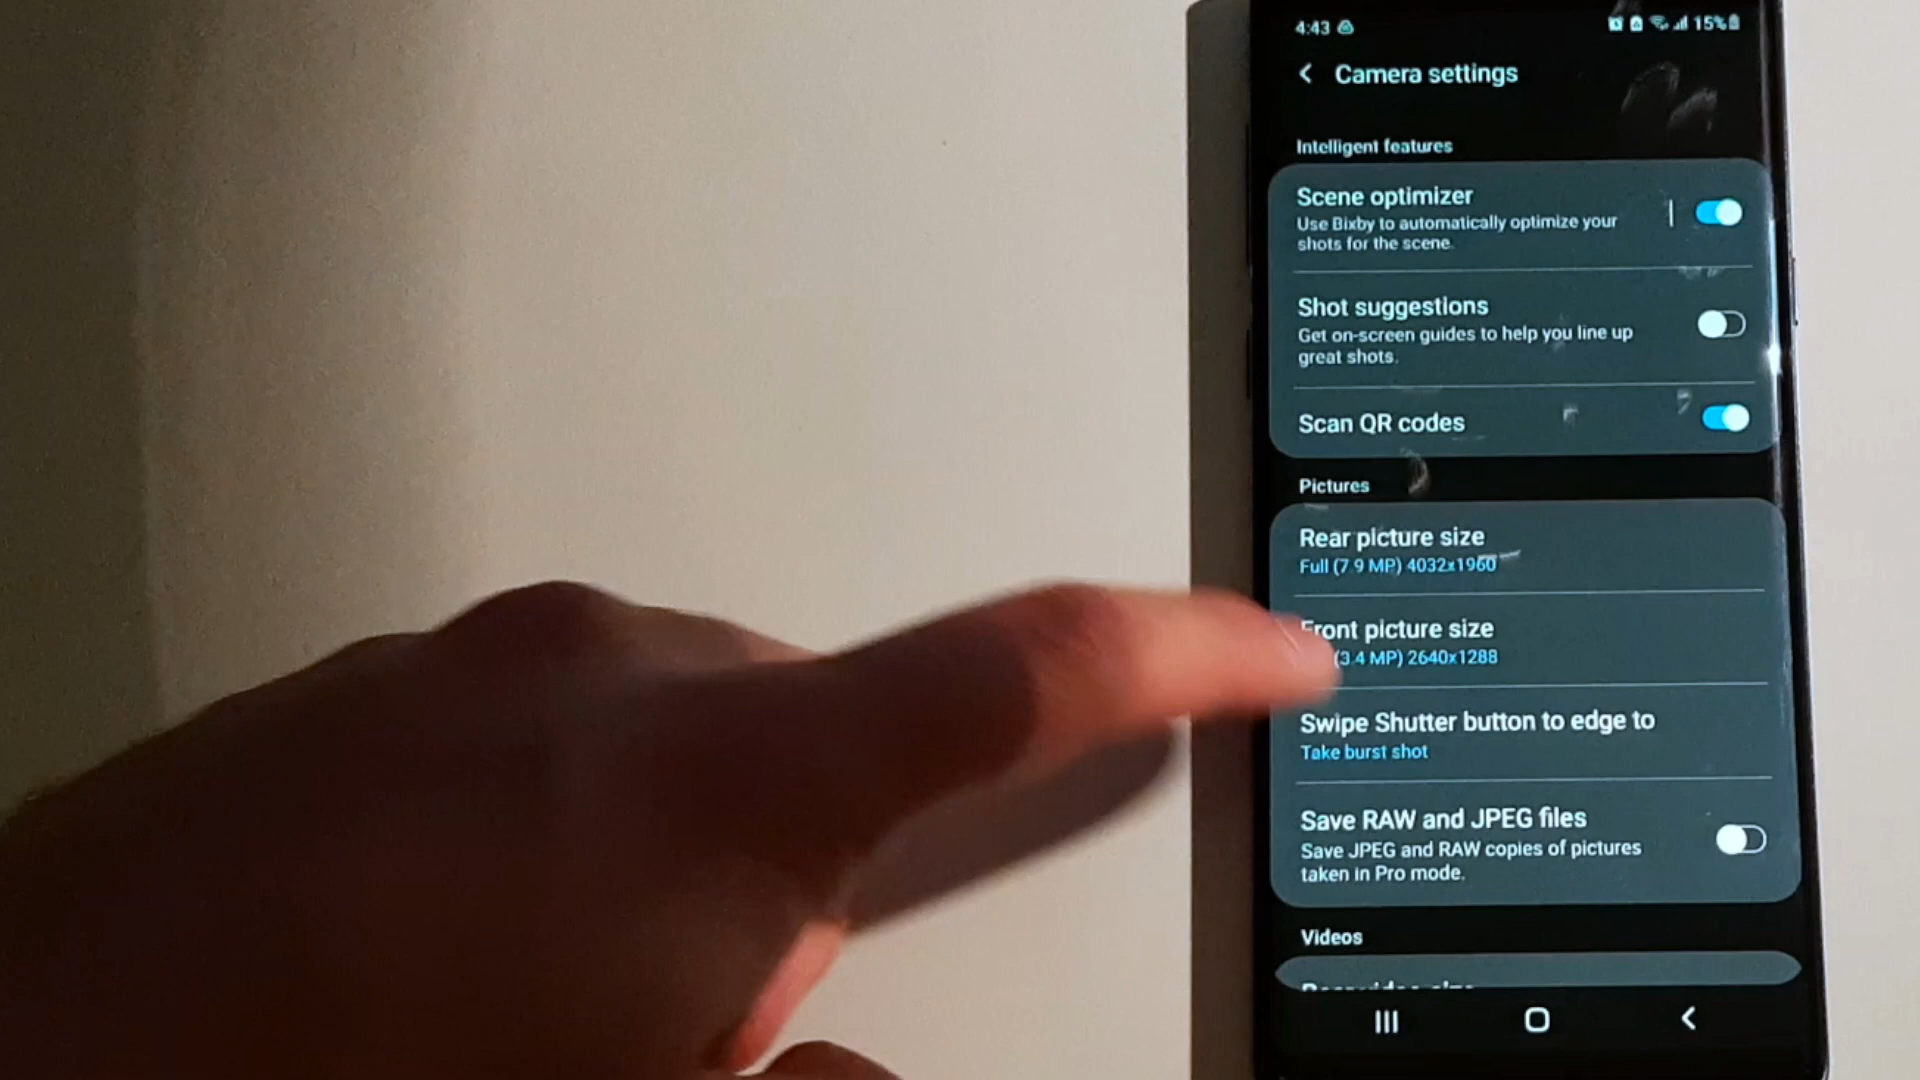 4:43 15%
Camera settings
Intelligent features
Scene optimizer
Use Bixby to automatically optimize your
shots for the scene.
Shot suggestions
Get on-screen guides to help you line up
great shots.
Scan QR codes
Pictures
Rear picture size
Full (7.9 MP) 4032x1960
Front picture size
(3.4 MP) 2640x1288
Swipe Shutter button to edge to
Take burst shot
Save RAW and JPEG files
Save JPEG and RAW copies of pictures
taken in Pro mode.
Videos